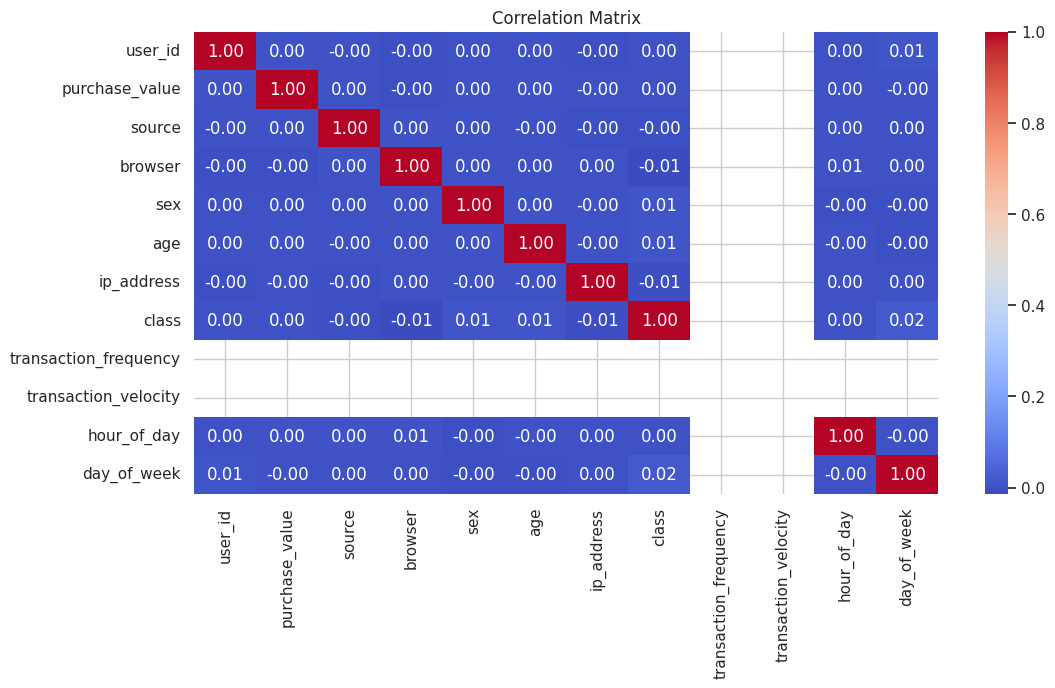 Correlation Matrix
user_id 1.00 0.00 -0.00 -0.00 0.00 0.00 -0.00 0.00 0.00 0.01
purchase_value 0.00 1.00 0.00 -0.00 0.00 0.00 -0.00 0.00 0.00 -0.00
source -0.00 0.00 1.00 0.00 0.00 -0.00 -0.00 -0.00 0.00 0.00
browser -0.00 -0.00 0.00 1.00 0.00 0.00 0.00 -0.01 0.01 0.00
sex 0.00 0.00 0.00 0.00 1.00 0.00 -0.00 0.01 -0.00 -0.00
age 0.00 0.00 -0.00 0.00 0.00 1.00 -0.00 0.01 -0.00 -0.00
ip_address -0.00 -0.00 -0.00 0.00 -0.00 -0.00 1.00 -0.01 0.00 0.00
class 0.00 0.00 -0.00 -0.01 0.01 0.01 -0.01 1.00 0.00 0.02
transaction_frequency
transaction_velocity
hour_of_day 0.00 0.00 0.00 0.01 -0.00 -0.00 0.00 0.00 1.00 -0.00
day_of_week 0.01 -0.00 0.00 0.00 -0.00 -0.00 0.00 0.02 -0.00 1.00
user_id
purchase_value
source
browser
sex
age
ip_address
class
transaction_frequency
transaction_velocity
hour_of_day
day_of_week
1.0
0.8
0.6
0.4
0.2
0.0